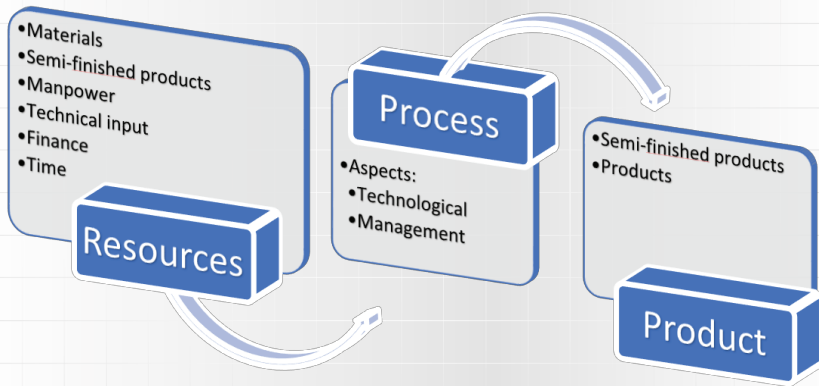 •Materials
•Semi-finished products
•Manpower
•Technical input
•Finance
•Time
Resources
Process
•Aspects:
•Technological
•Management
•Semi-finished products
•Products
Product